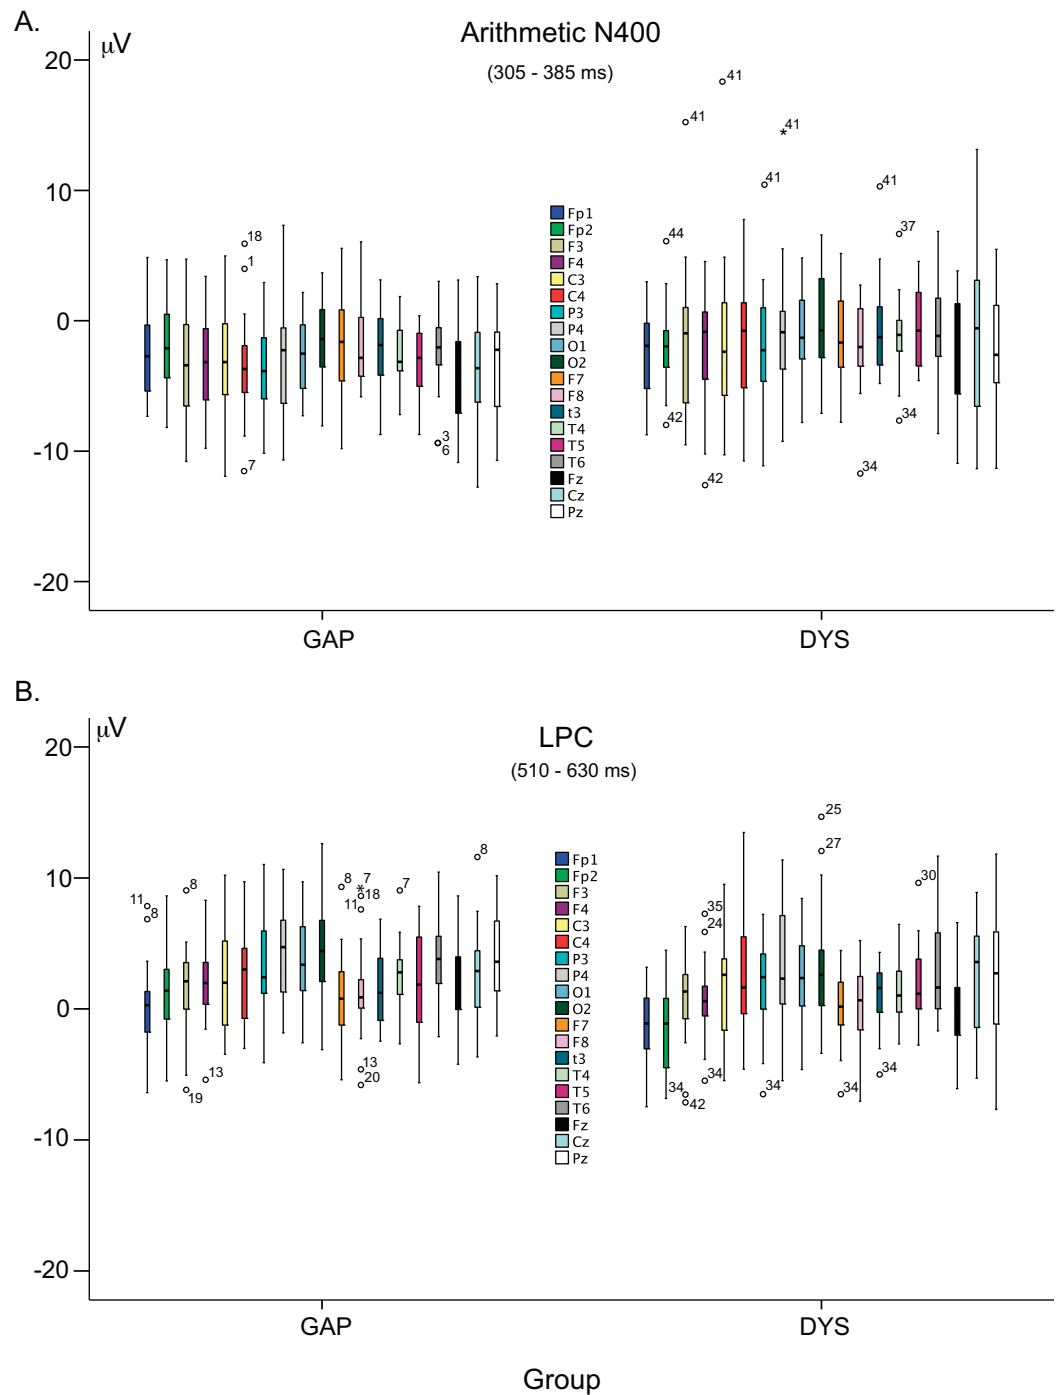 A.
μV
Arithmetic N400
(305 - 385 ms)
20
10
0
-10
-20
18
1
7
3
6
Fp1
Fp2
F3
F4
C3
C4
P3
P4
O1
O2
F7
F8
t3
T4
T5
T6
Fz
Cz
Pz
44
42
41
42
41
41
41
34
41
37
34
GAP
DYS
B.
μV
LPC
(510 - 630 ms)
20
10
0
-10
-20
11
8
8
19
13
8
7
18
11
13
20
7
8
Fp1
Fp2
F3
F4
C3
C4
P3
P4
O1
O2
F7
F8
t3
T4
T5
T6
Fz
Cz
Pz
34
42
35
24
34
34
25
27
34
34
30
GAP
DYS
Group